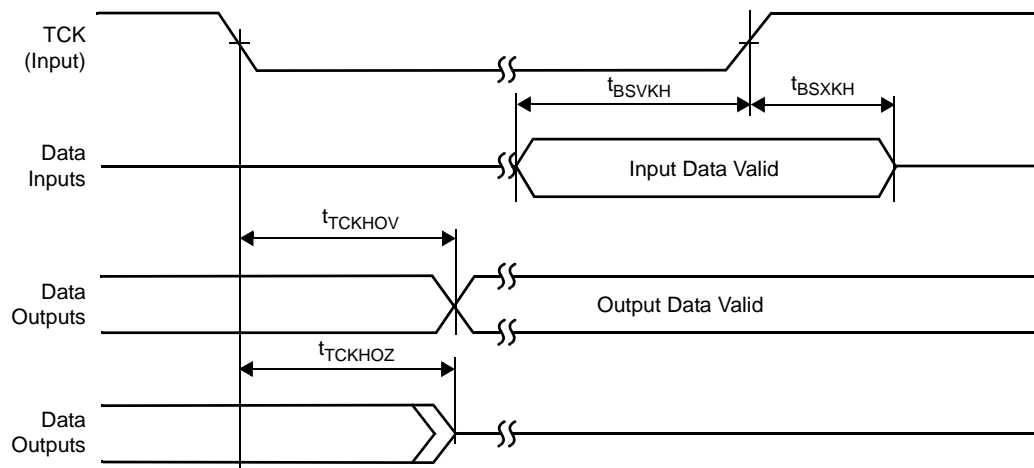 TCK
(Input)
tBSVKH
tBSXKH
Data
Inputs
Input Data Valid
tTCKHOV
Data
Outputs
Output Data Valid
tTCKHOZ
Data
Outputs